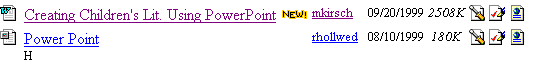 Creating Children's Lit. Using PowerPoint NEW! mkirsch 09/20/1999 2508K
Power Point rhollwed 08/10/1999 180K
H